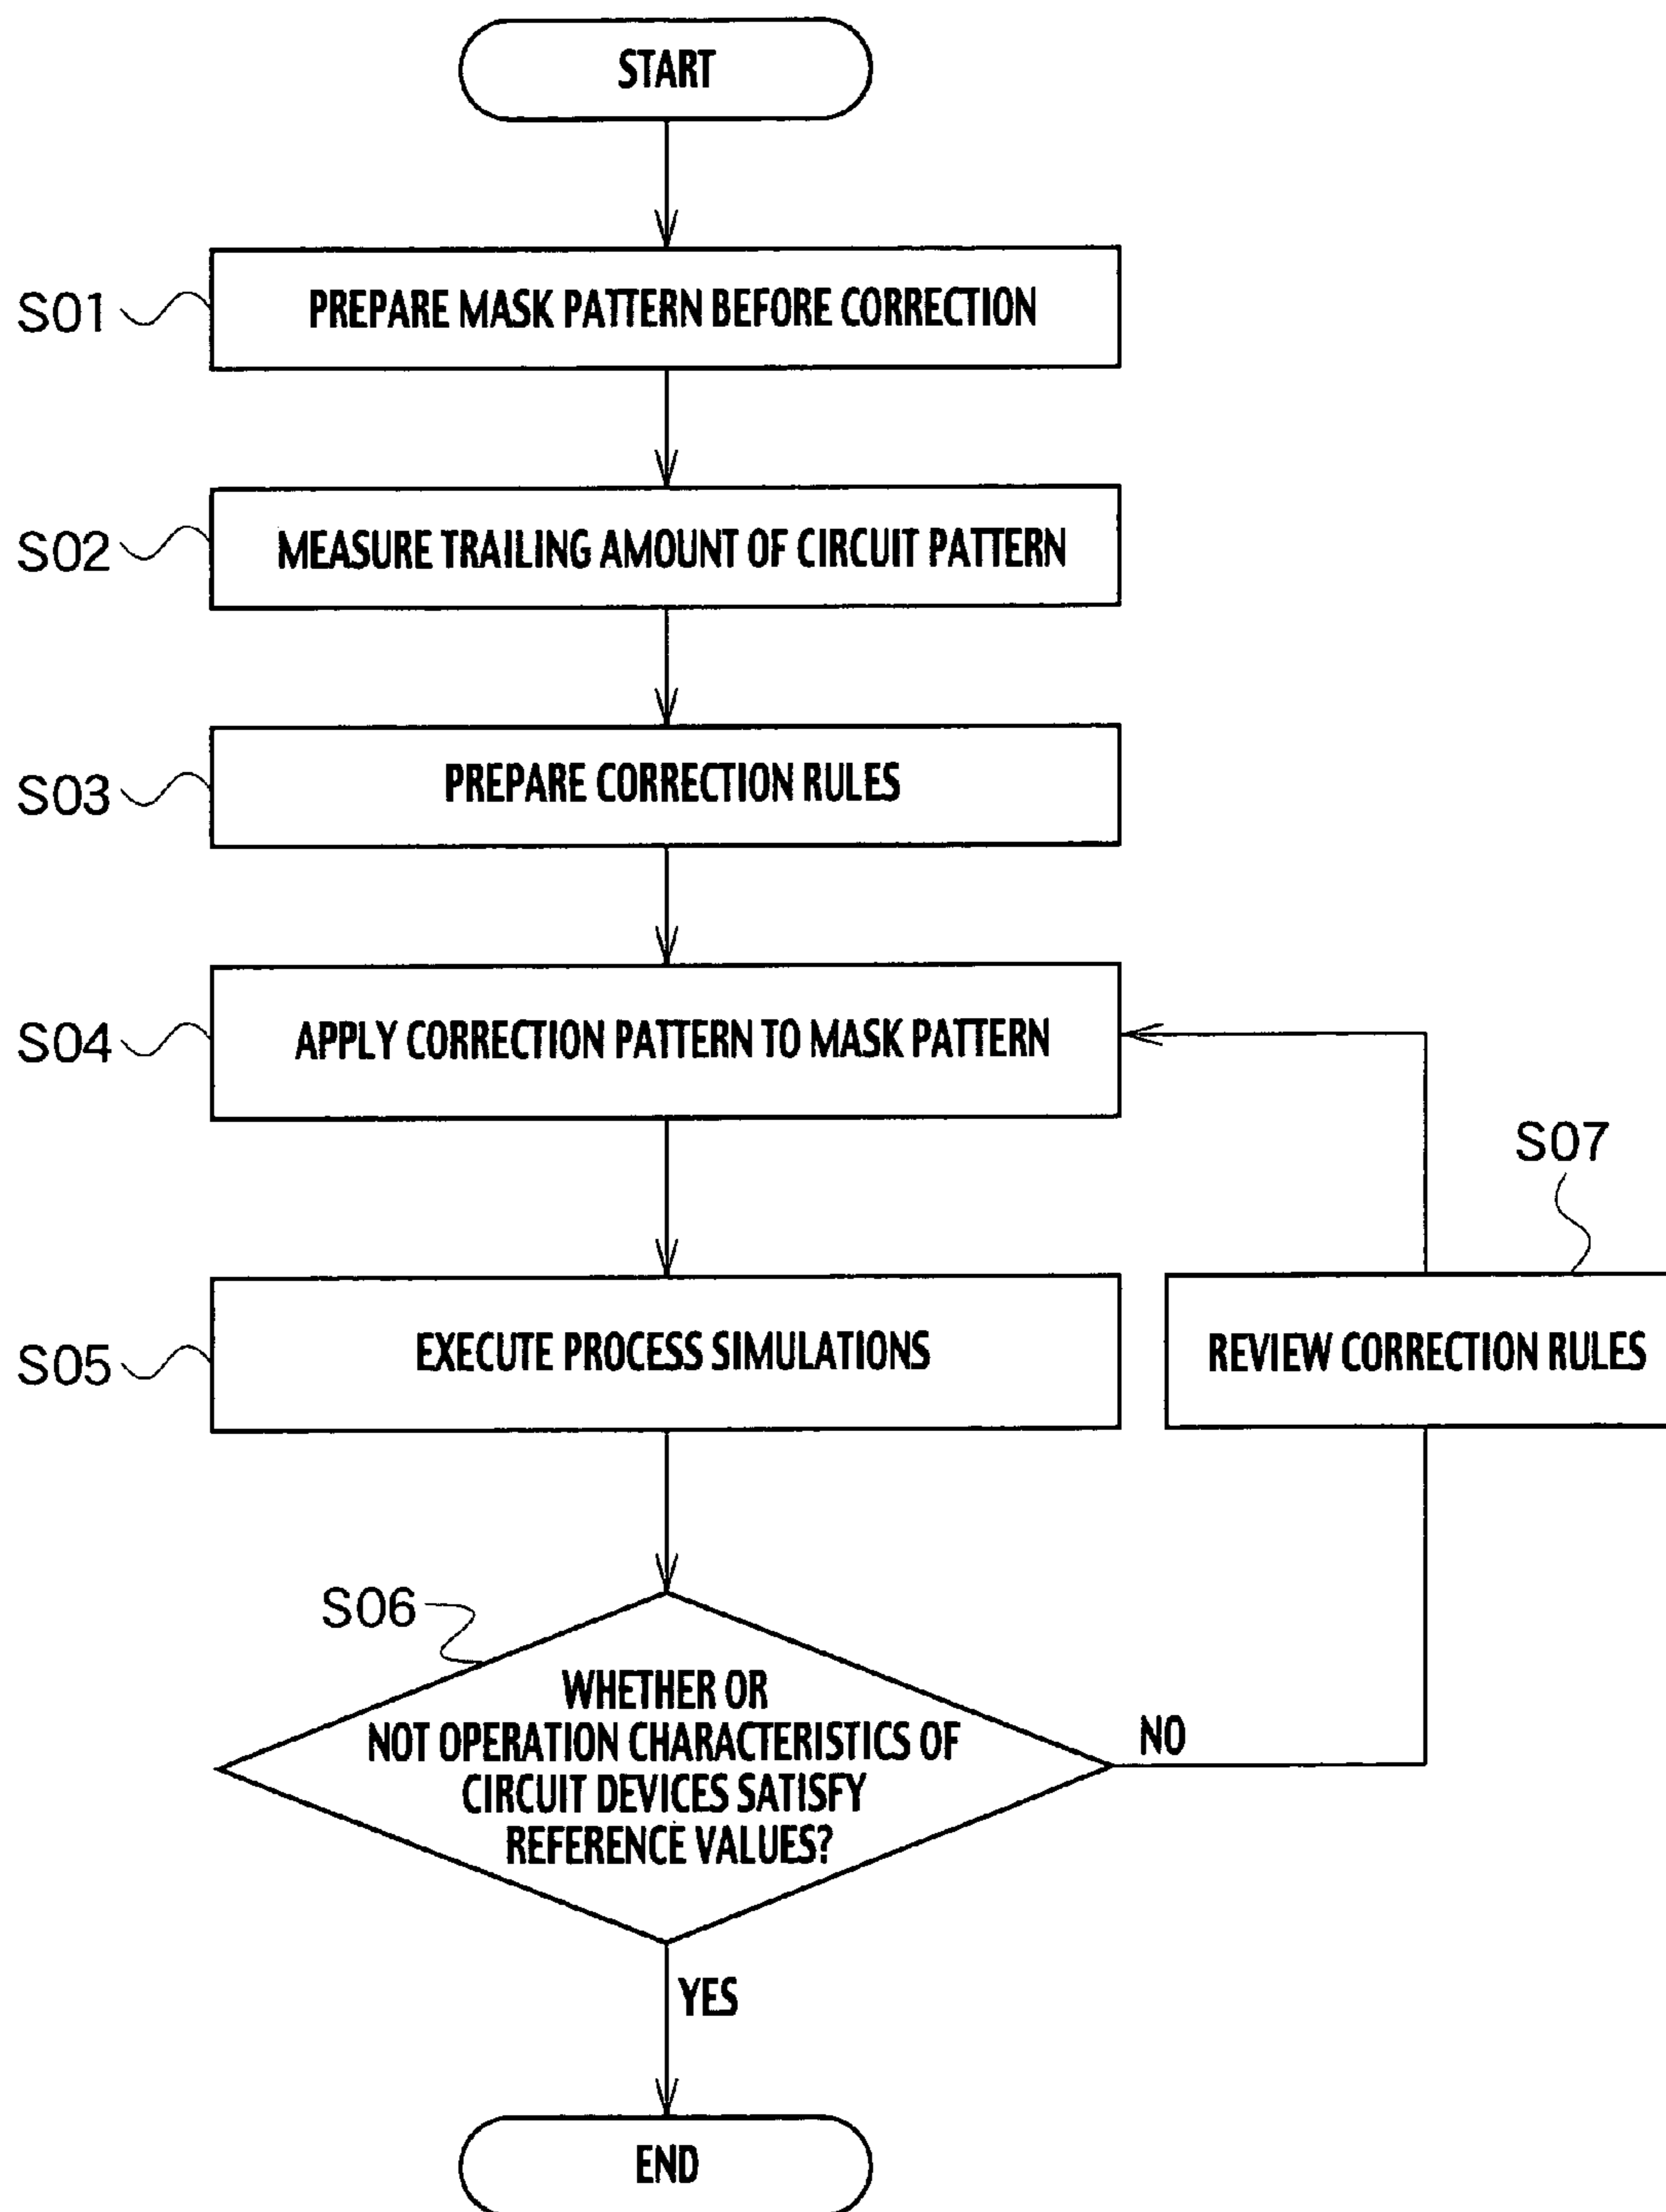 START
S01
PREPARE MASK PATTERN BEFORE CORRECTION
S02
MEASURE TRAILING AMOUNT OF CIRCUIT PATTERN
S03
PREPARE CORRECTION RULES
S04
APPLY CORRECTION PATTERN TO MASK PATTERN
S07
S05
EXECUTE PROCESS SIMULATIONS
REVIEW CORRECTION RULES
S06
WHETHER OR
NOT OPERATION CHARACTERISTICS OF
CIRCUIT DEVICES SATISFY
REFERENCE VALUES?
NO
YES
END